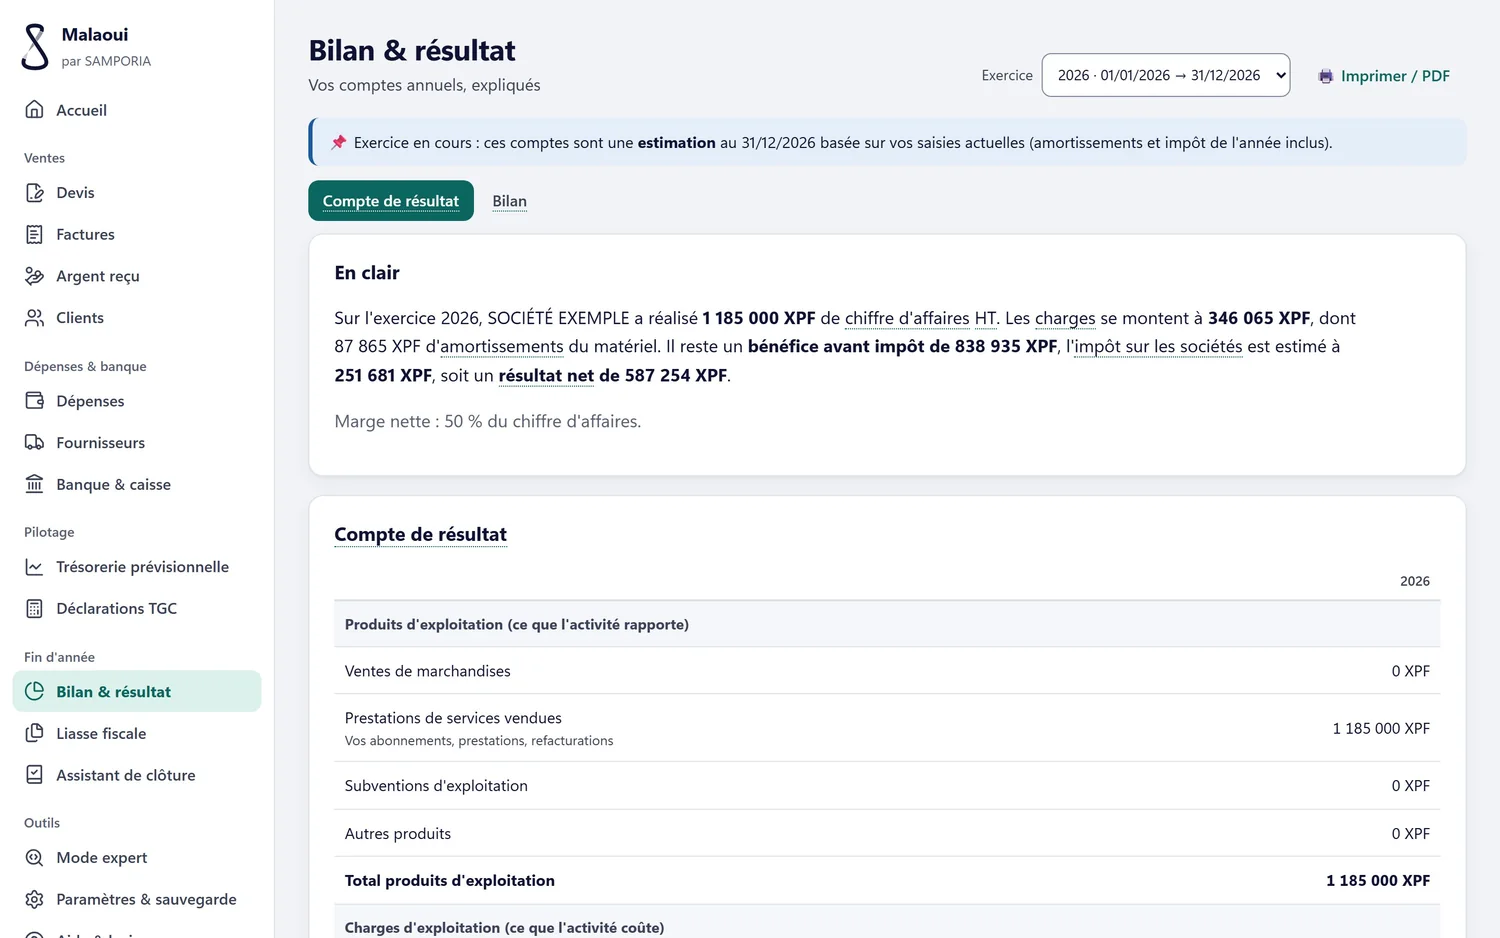 Malaoui
par SAMPORIA
Accueil
Ventes
Devis
Factures
Argent reçu
Clients
Dépenses & banque
Dépenses
Fournisseurs
Banque & caisse
Pilotage
Trésorerie prévisionnelle
Déclarations TGC
Fin d'année
Bilan & résultat
Liasse fiscale
Assistant de clôture
Outils
Mode expert
Paramètres & sauvegarde
Bilan & résultat
Vos comptes annuels, expliqués
Exercice
2026 · 01/01/2026 → 31/12/2026
Imprimer / PDF
Exercice en cours : ces comptes sont une estimation au 31/12/2026 basée sur vos saisies actuelles (amortissements et impôt de l'année inclus).
Compte de résultat
Bilan
En clair
Sur l'exercice 2026, SOCIÉTÉ EXEMPLE a réalisé 1 185 000 XPF de chiffre d'affaires HT. Les charges se montent à 346 065 XPF, dont
87 865 XPF d'amortissements du matériel. Il reste un bénéfice avant impôt de 838 935 XPF, l'impôt sur les sociétés est estimé à
251 681 XPF, soit un résultat net de 587 254 XPF.
Marge nette : 50 % du chiffre d'affaires.
Compte de résultat
2026
Produits d'exploitation (ce que l'activité rapporte)
Ventes de marchandises 0 XPF
Prestations de services vendues
Vos abonnements, prestations, refacturations
1 185 000 XPF
Subventions d'exploitation 0 XPF
Autres produits 0 XPF
Total produits d'exploitation 1 185 000 XPF
Charges d'exploitation (ce que l'activité coûte)